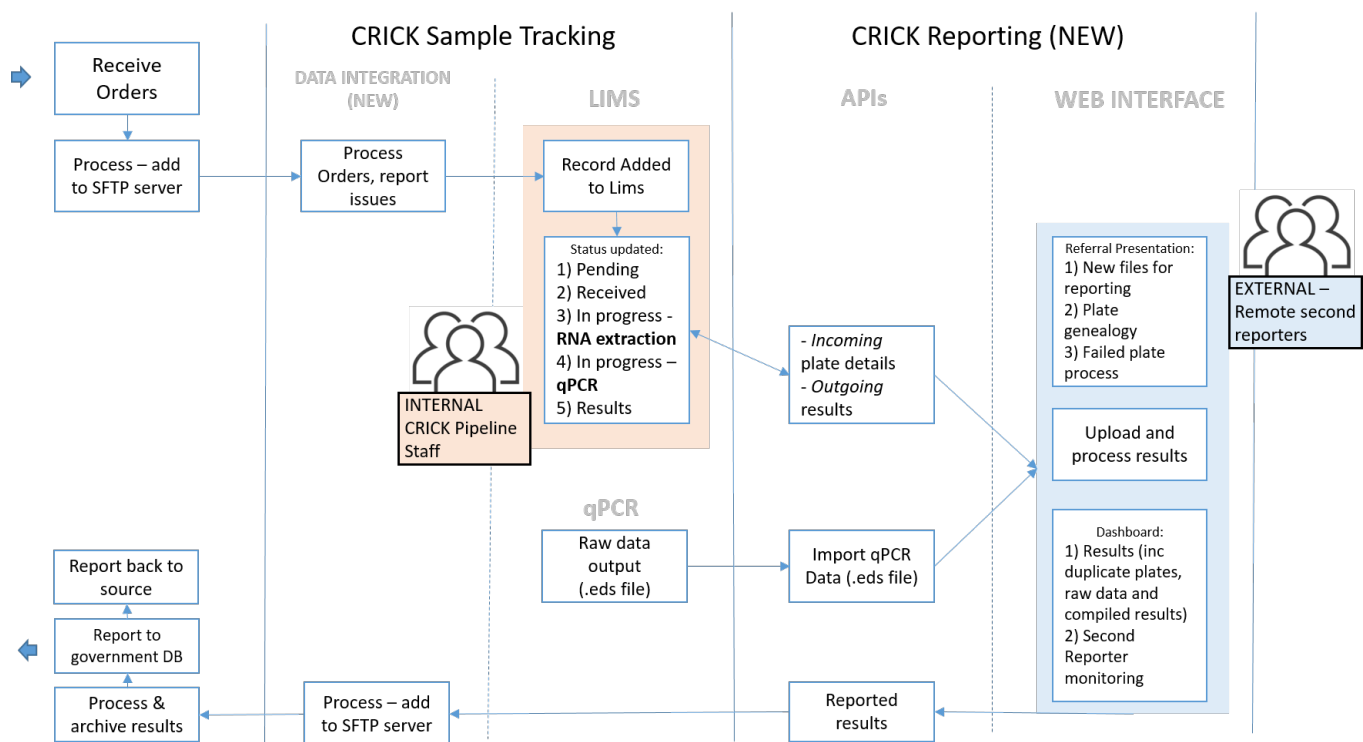 CRICK Sample Tracking
CRICK Reporting (NEW)
DATA INTEGRATION
(NEW)
LIMS
APIs
WEB INTERFACE
Receive
Orders
Process – add
to SFTP server
Process
Orders, report
issues
Record Added
to Lims
Status updated:
1) Pending
2) Received
3) In progress -
RNA extraction
4) In progress –
qPCR
5) Results
INTERNAL
CRICK Pipeline
Staff
- Incoming
plate details
- Outgoing
results
Referral Presentation:
1) New files for
reporting
2) Plate
genealogy
3) Failed plate
process
EXTERNAL –
Remote second
reporters
Upload and
process results
qPCR
Raw data
output
(.eds file)
Import qPCR
Data (.eds file)
Dashboard:
1) Results (inc
duplicate plates,
raw data and
compiled results)
2) Second
Reporter
monitoring
Report back to
source
Report to
government DB
Process &
archive results
Process – add
to SFTP server
Reported
results